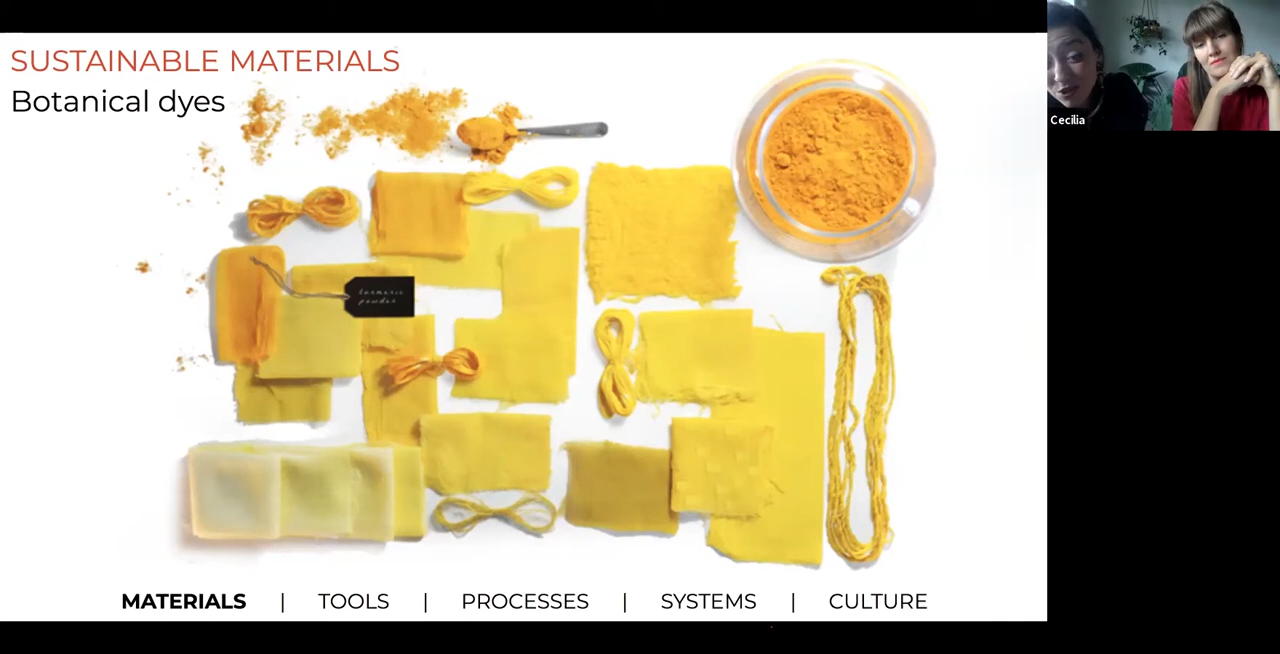 SUSTAINABLE MATERIALS
Botanical dyes
turmeric
powder
MATERIALS | TOOLS | PROCESSES | SYSTEMS | CULTURE
Cecilia